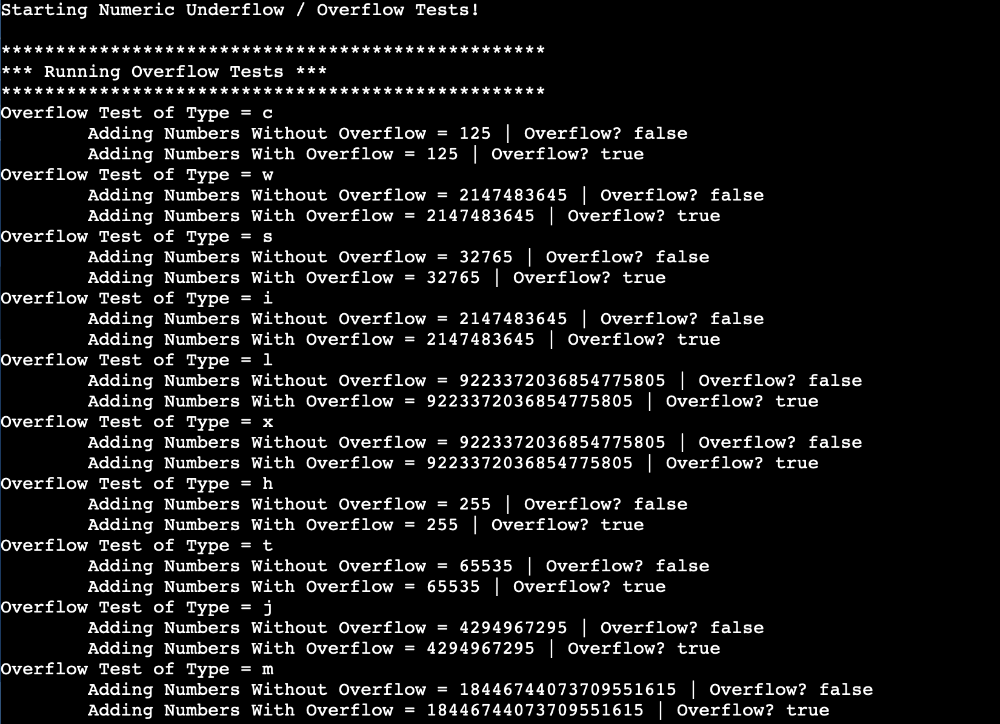 Starting Numeric Underflow / Overflow Tests!
**************************************************
*** Running Overflow Tests ***
**************************************************
Overflow Test of Type = c
Adding Numbers Without Overflow = 125 | Overflow? false
Adding Numbers With Overflow = 125 | Overflow? true
Overflow Test of Type = w
Adding Numbers Without Overflow = 2147483645 | Overflow? false
Adding Numbers With Overflow = 2147483645 | Overflow? true
Overflow Test of Type = s
Adding Numbers Without Overflow = 32765 | Overflow? false
Adding Numbers With Overflow = 32765 | Overflow? true
Overflow Test of Type = i
Adding Numbers Without Overflow = 2147483645 | Overflow? false
Adding Numbers With Overflow = 2147483645 | Overflow? true
Overflow Test of Type = l
Adding Numbers Without Overflow = 9223372036854775805 | Overflow? false
Adding Numbers With Overflow = 9223372036854775805 | Overflow? true
Overflow Test of Type = x
Adding Numbers Without Overflow = 9223372036854775805 | Overflow? false
Adding Numbers With Overflow = 9223372036854775805 | Overflow? true
Overflow Test of Type = h
Adding Numbers Without Overflow = 255 | Overflow? false
Adding Numbers With Overflow = 255 | Overflow? true
Overflow Test of Type = t
Adding Numbers Without Overflow = 65535 | Overflow? false
Adding Numbers With Overflow = 65535 | Overflow? true
Overflow Test of Type = j
Adding Numbers Without Overflow = 4294967295 | Overflow? false
Adding Numbers With Overflow = 4294967295 | Overflow? true
Overflow Test of Type = m
Adding Numbers Without Overflow = 18446744073709551615 | Overflow? false
Adding Numbers With Overflow = 18446744073709551615 | Overflow? true